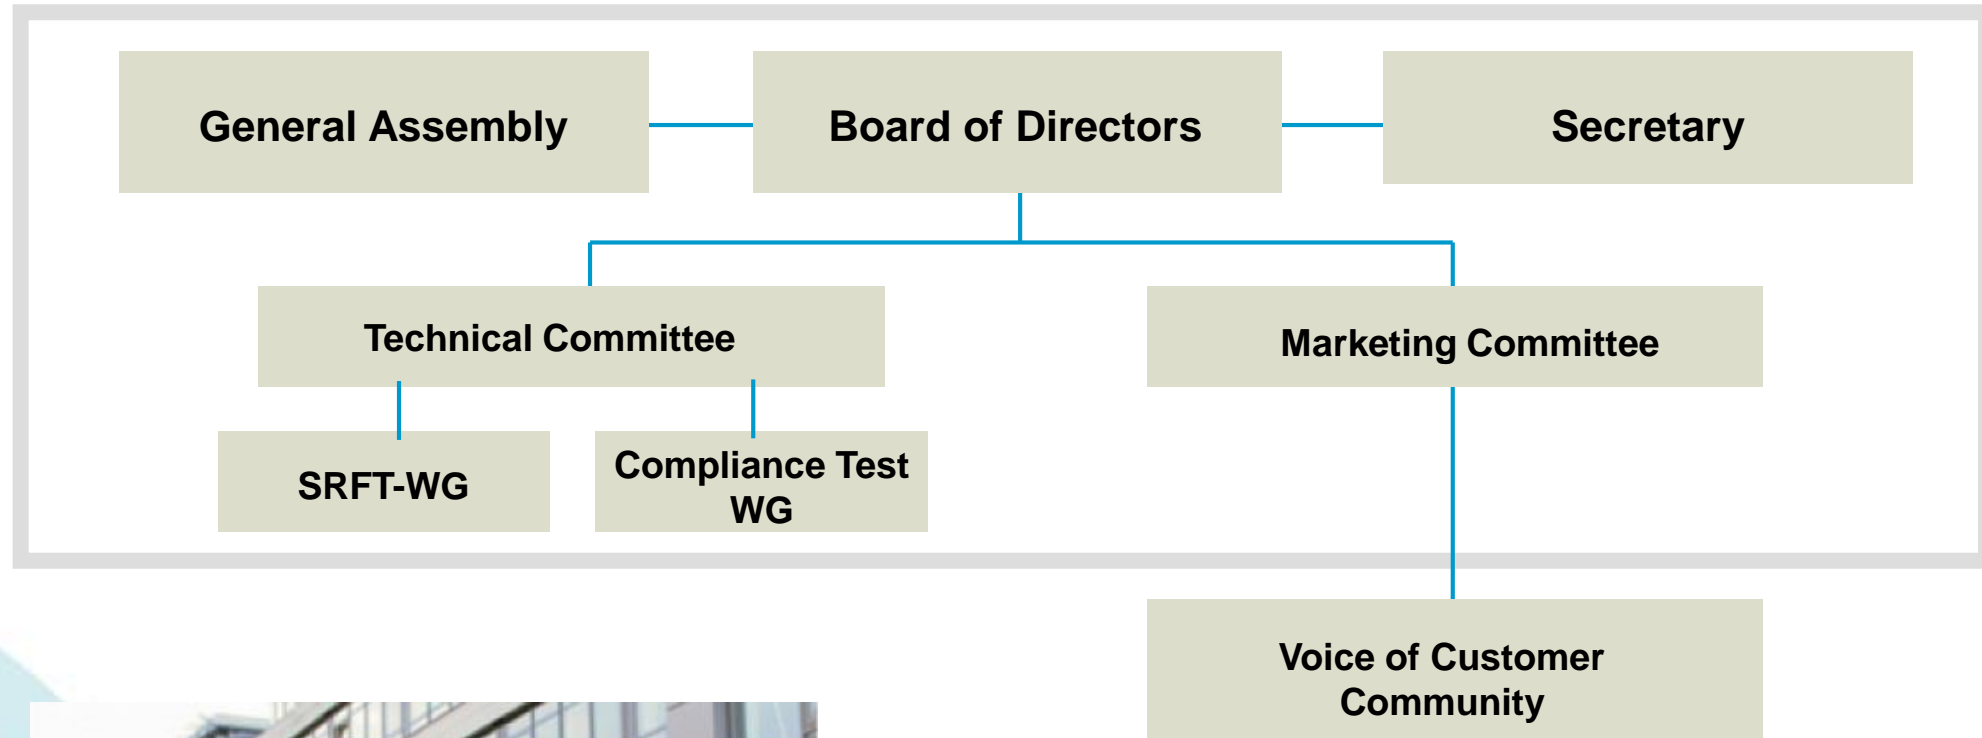 General Assembly
Board of Directors
Secretary
Technical Committee
Marketing Committee
SRFT-WG
Compliance Test
WG
Voice of Customer
Community